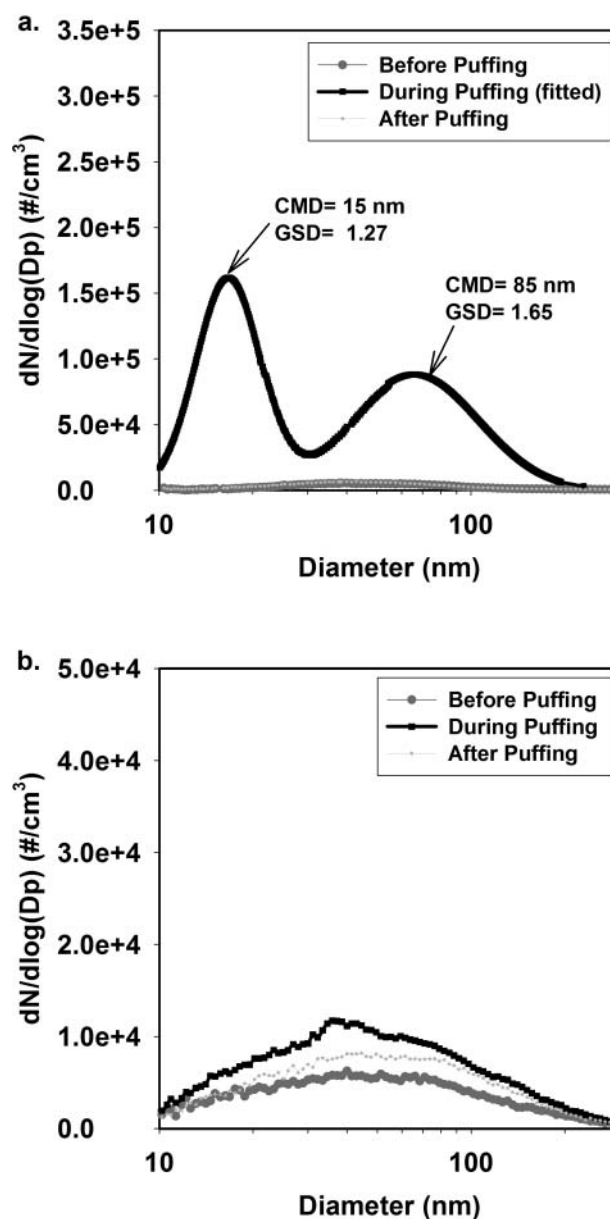 a.
3.5e+5
3.0e+5
2.5e+5
2.0e+5
1.5e+5
1.0e+5
5.0e+4
0.0
dN/dlog(Dp) (#/cm³)
Before Puffing
During Puffing (fitted)
After Puffing
CMD= 15 nm
GSD= 1.27
CMD= 85 nm
GSD= 1.65
10
100
Diameter (nm)
b.
5.0e+4
4.0e+4
3.0e+4
2.0e+4
1.0e+4
0.0
dN/dlog(Dp) (#/cm³)
Before Puffing
During Puffing
After Puffing
10
100
Diameter (nm)